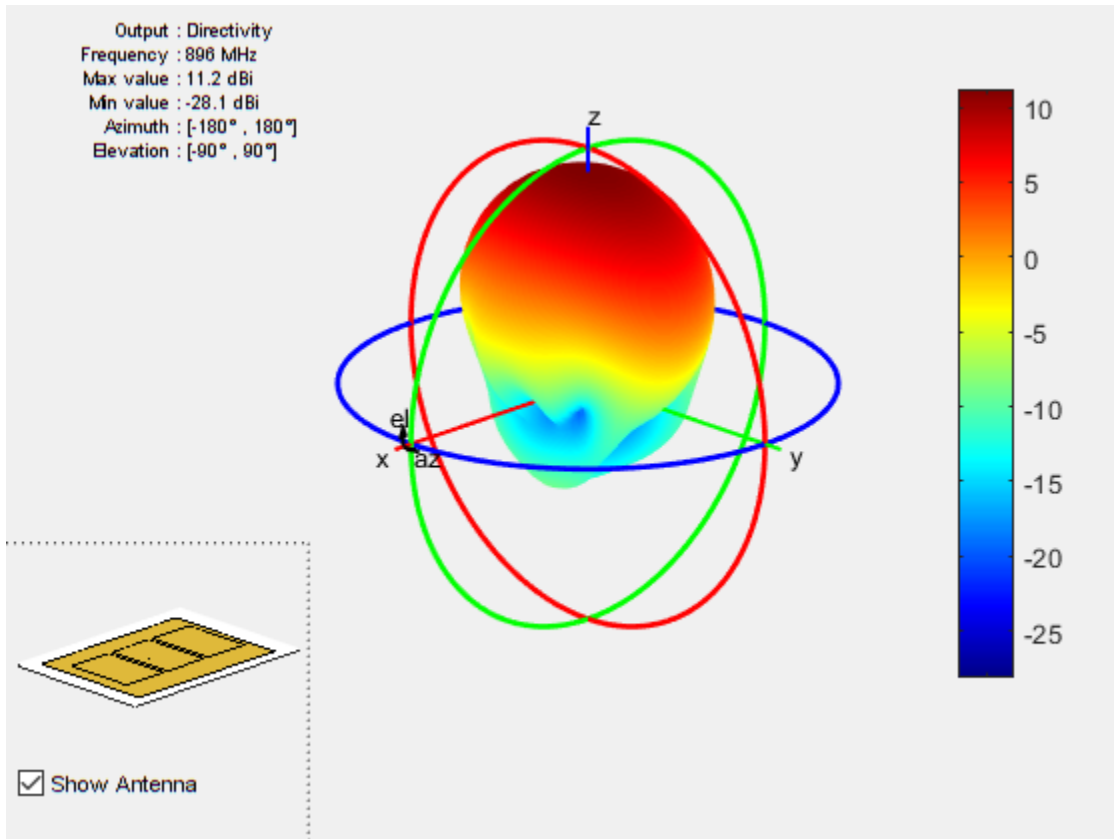 Output : Directivity
Frequency : 896 MHz
Max value : 11.2 dBi
Min value : -28.1 dBi
Azimuth : [-180° , 180°]
Elevation : [-90° , 90°]
z
10
5
0
-5
-10
-15
-20
-25
el
x
az
y
Show Antenna